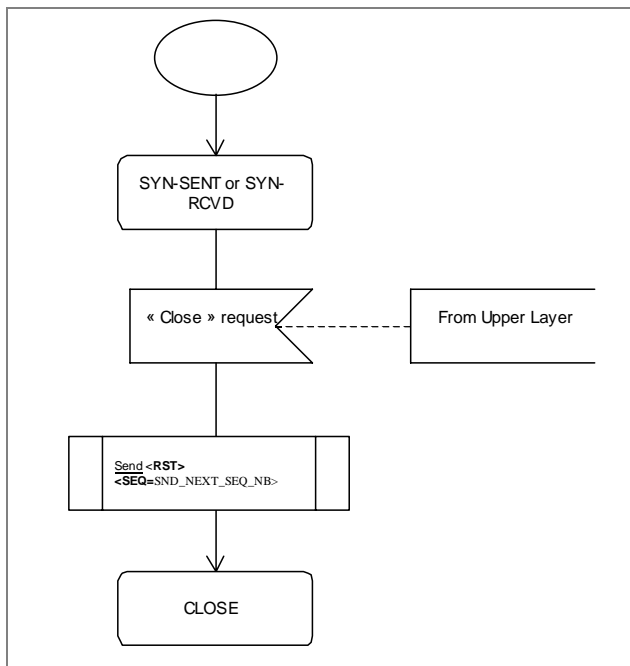 SYN-SENT or SYN-
RCVD
« Close » request
From Upper Layer
Send <RST>
<SEQ=SND_NEXT_SEQ_NB>
CLOSE